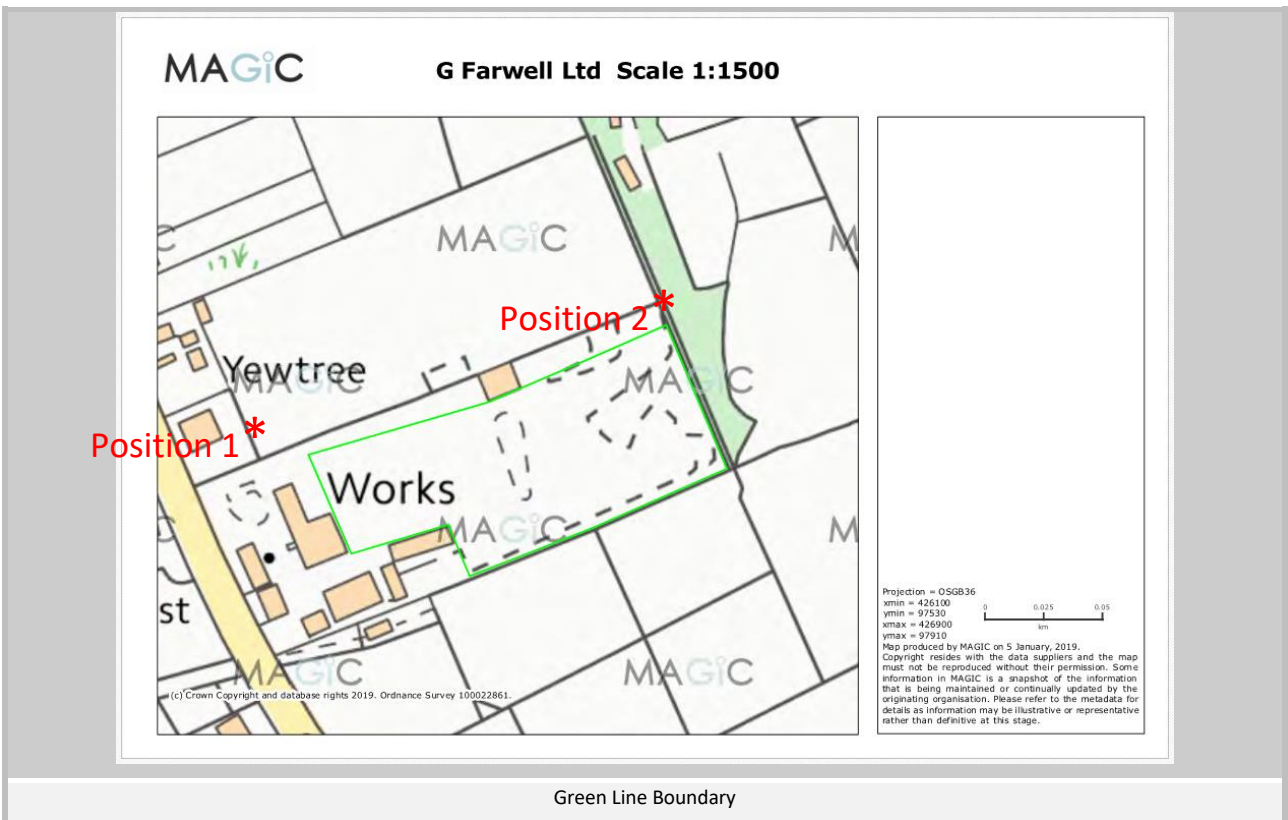 MAGiC
G Farwell Ltd Scale 1:1500
MAGiC
M
C
Position 2
Yewtree
MAGiC
MAGiC
Position 1
Works
C
MAGiC
M
st
MAGiC
MAGiC
(c) Crown Copyright and database rights 2019. Ordnance Survey 100022861.
Projection = OSGB36
xmin = 426100
ymin = 97530
xmax = 426900
ymax = 97910
0 0.025 0.05
km
Map produced by MAGIC on 5 January, 2019.
Copyright resides with the data suppliers and the map
must not be reproduced without their permission. Some
information in MAGIC is a snapshot of the information
that is being maintained or continually updated by the
originating organisation. Please refer to the metadata for
details as information may be illustrative or representative
rather than definitive at this stage.
Green Line Boundary